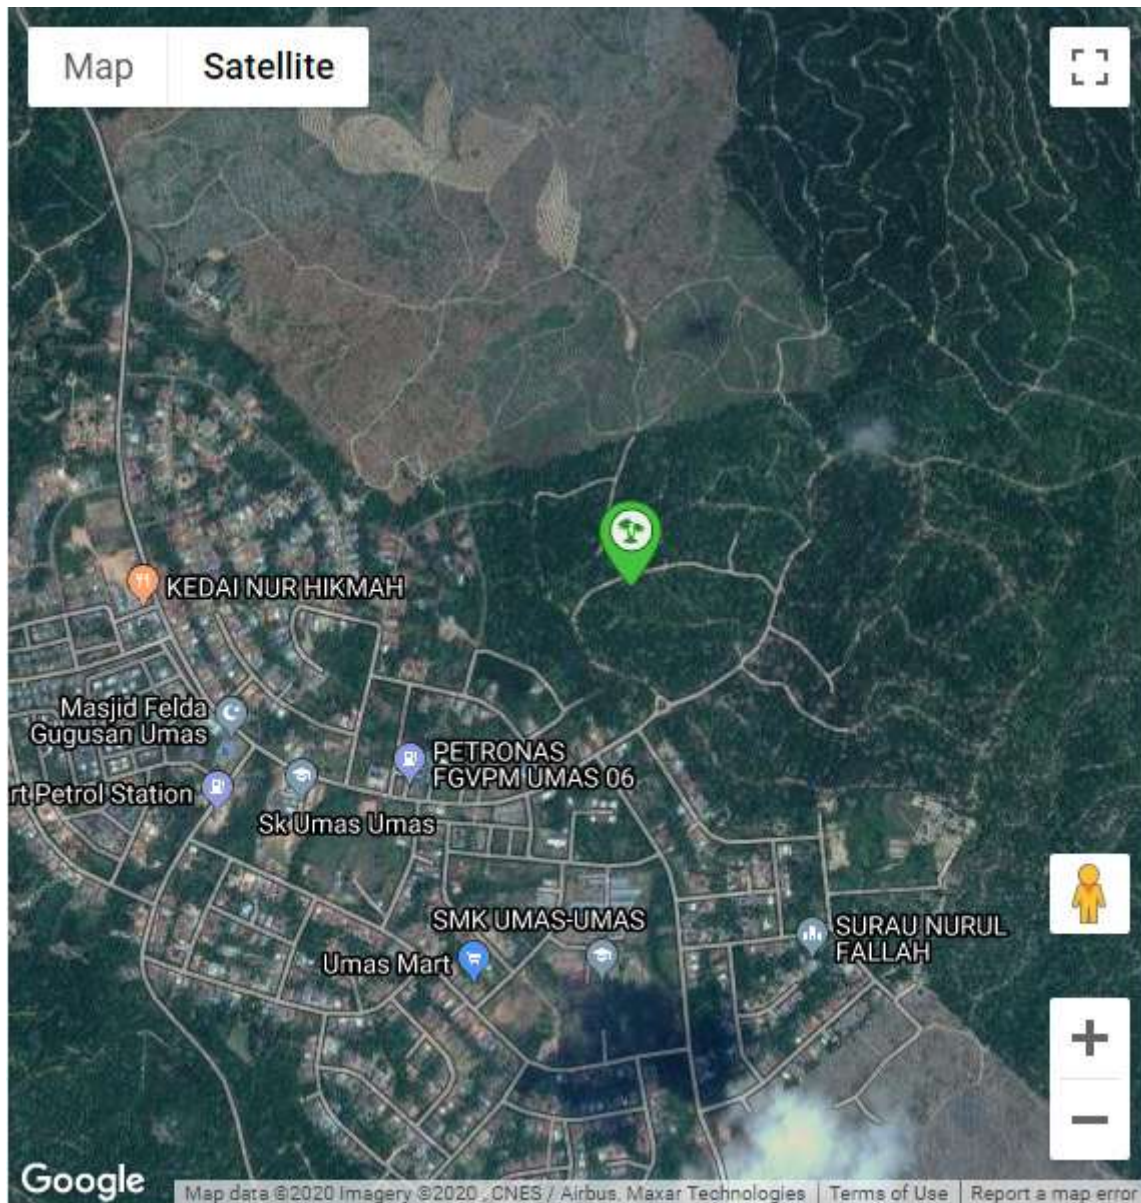 Map Satellite
KEDAI NUR HIKMAH
Masjid Felda
Gugusan Umas
PETRONAS
FGVPM UMAS 06
rt Petrol Station
Sk Umas Umas
SMK UMAS-UMAS
Umas Mart
SURAU NURUL
FALLAH
Google
Map data ©2020 Imagery ©2020 , CNES / Airbus, Maxar Technologies Terms of Use Report a map error